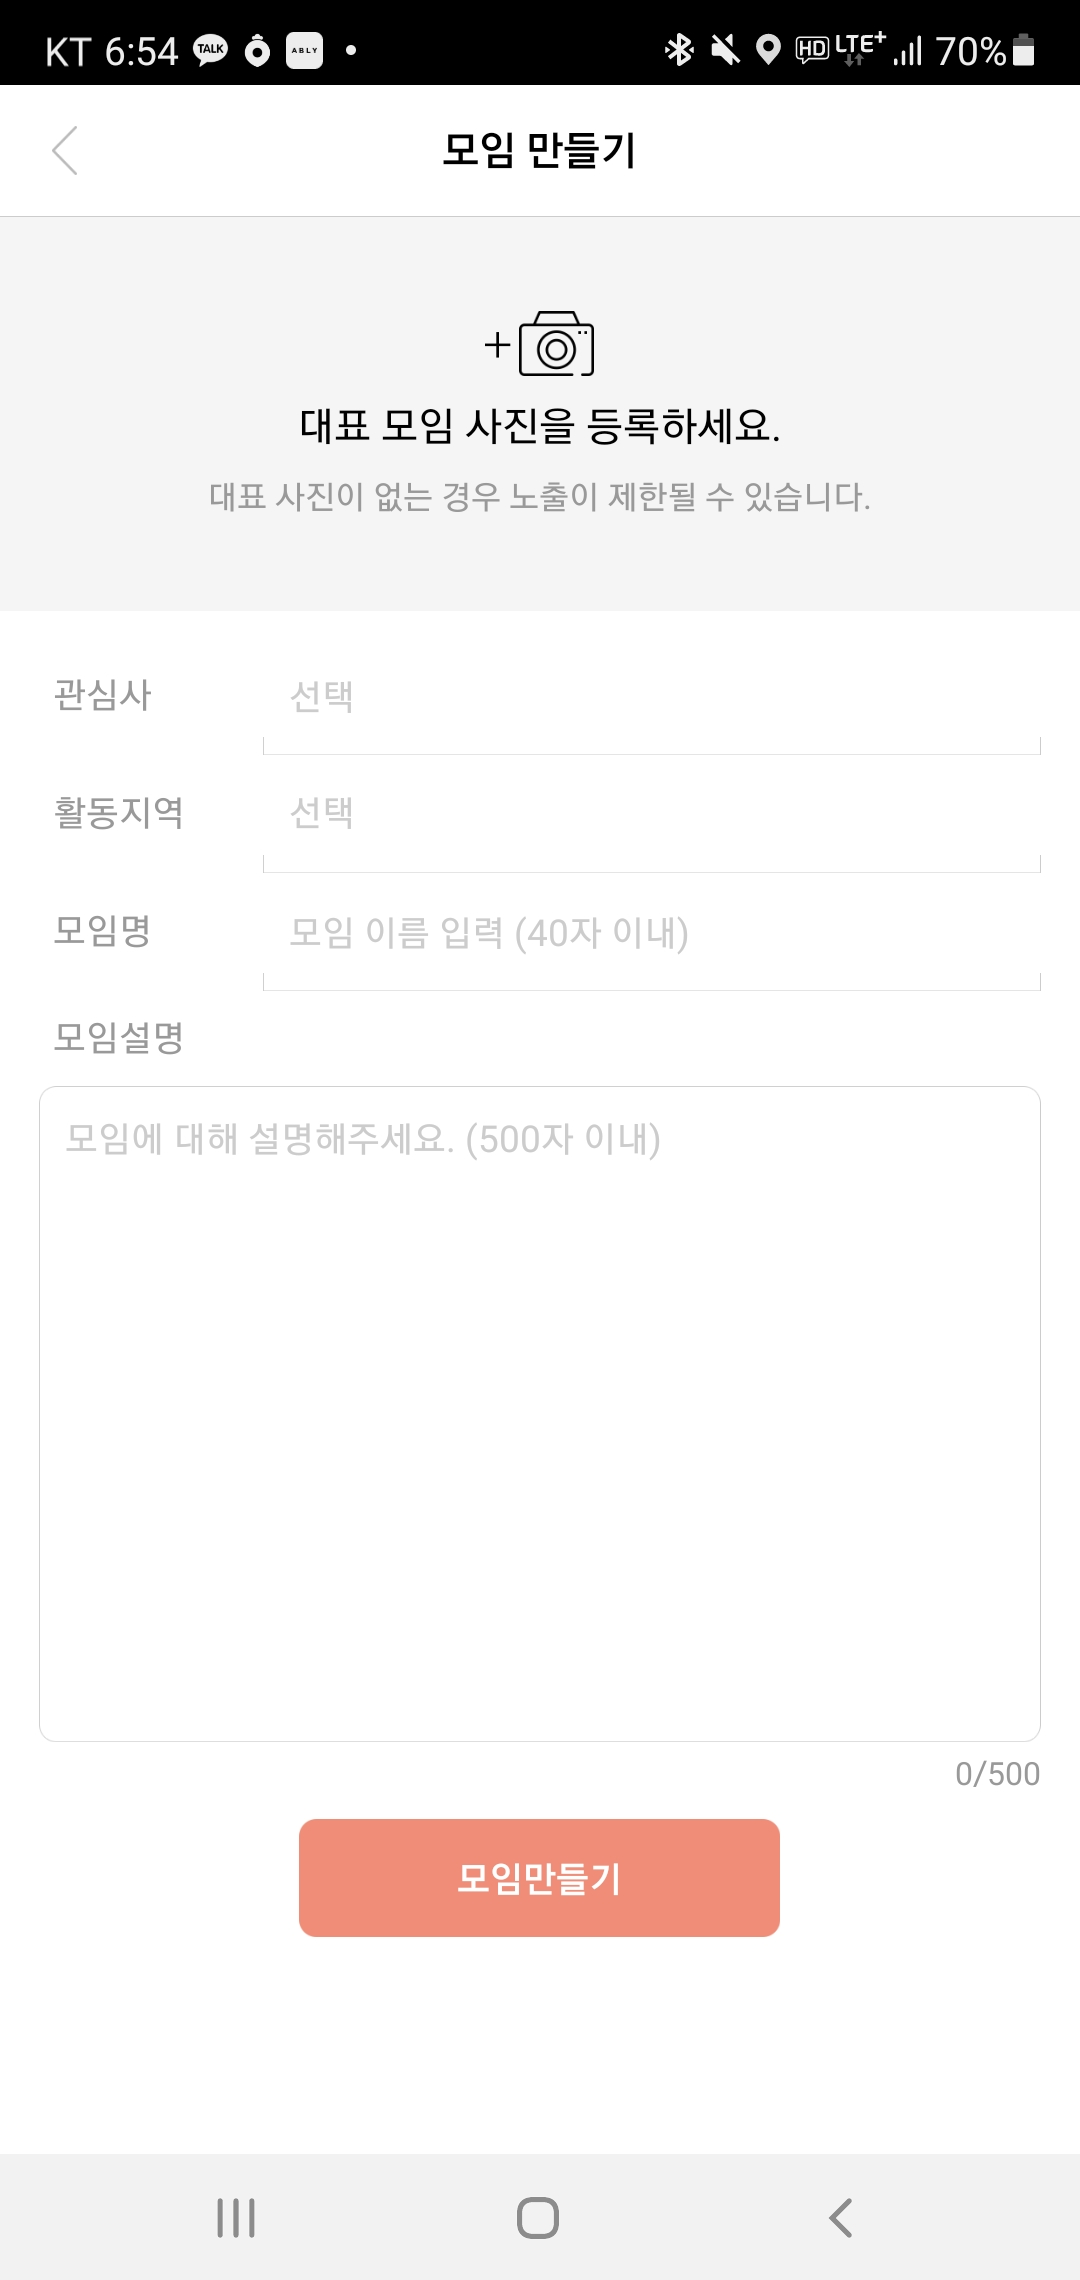 KT 6:54 TALK ABLY HD LTE+ 70%
모임 만들기
대표 모임 사진을 등록하세요.
대표 사진이 없는 경우 노출이 제한될 수 있습니다.
관심사 선택
활동지역 선택
모임명 모임 이름 입력 (40자 이내)
모임설명
모임에 대해 설명해주세요. (500자 이내)
0/500
모임만들기